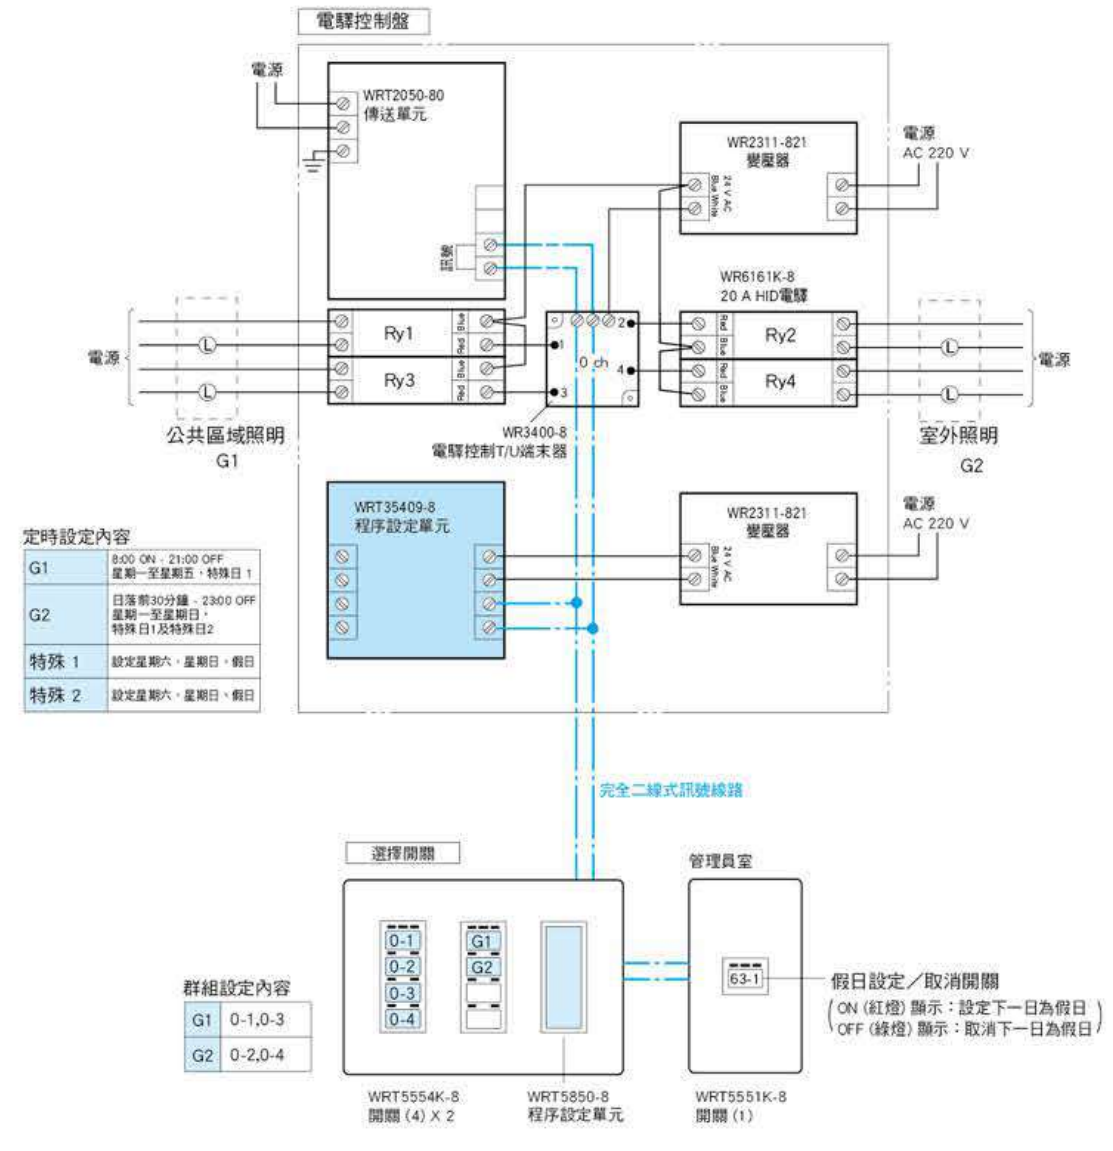 電驛控制盤
電源
WRT2050-80
傳送單元
訊號
WR2311-821
變壓器
24 V AC
Blue White
電源
AC 220 V
WR6161K-8
20 A HID電驛
電源
Ry1
Blue
Red
Ry3
Blue
Red
0 ch
1
2
3
4
Ry2
Red
Blue
Ry4
Red
Blue
電源
L
L
L
L
公共區域照明
G1
WR3400-8
電驛控制T/U端末器
室外照明
G2
WRT35409-8
程序設定單元
WR2311-821
變壓器
24 V AC
Blue White
電源
AC 220 V
定時設定內容
G1 8:00 ON - 21:00 OFF
星期一至星期五，特殊日 1
G2 日落前30分鐘 - 23:00 OFF
星期一至星期日，
特殊日1及特殊日2
特殊 1 設定星期六、星期日、假日
特殊 2 設定星期六、星期日、假日
完全二線式訊號線路
選擇開關
管理員室
0-1
0-2
0-3
0-4
G1
G2
63-1
假日設定／取消開關
ON (紅燈) 顯示：設定下一日為假日
OFF (綠燈) 顯示：取消下一日為假日
群組設定內容
G1 0-1,0-3
G2 0-2,0-4
WRT5554K-8
開關 (4) X 2
WRT5850-8
程序設定單元
WRT5551K-8
開關 (1)